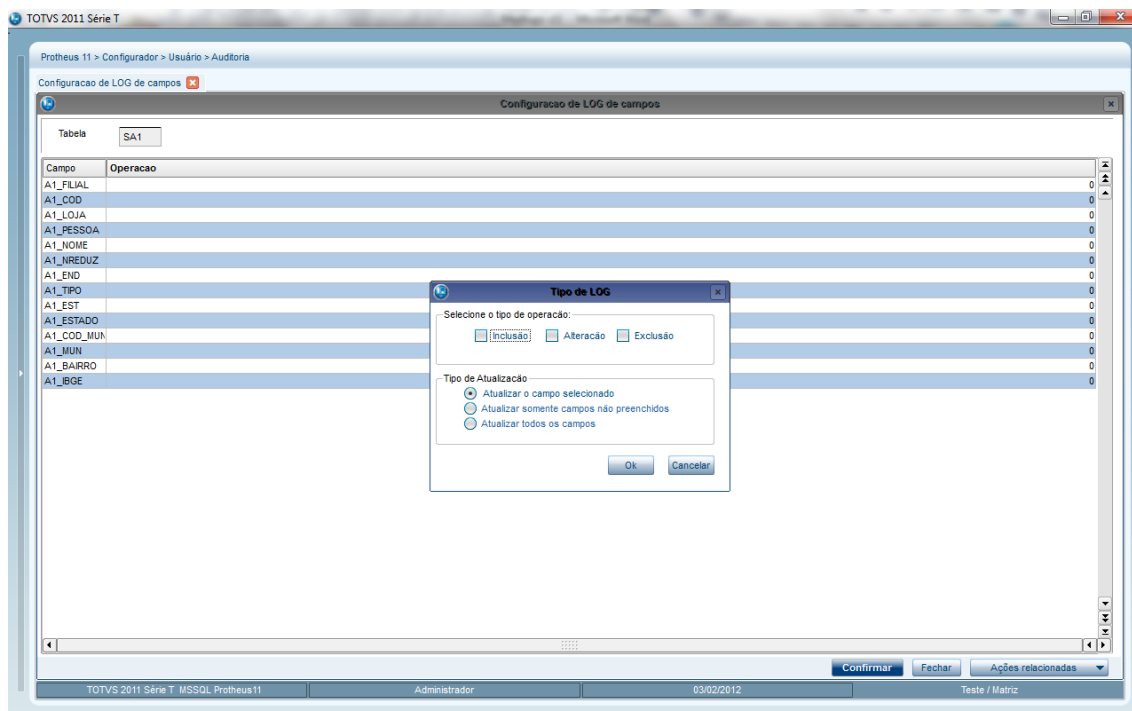 TOTVS 2011 Série T
Protheus 11 > Configurador > Usuário > Auditoria
Configuracao de LOG de campos
Configuracao de LOG de campos
Tabela SA1
Campo Operacao
A1_FILIAL 0
A1_COD 0
A1_LOJA 0
A1_PESSOA 0
A1_NOME 0
A1_NREDUZ 0
A1_END 0
A1_TIPO 0
A1_EST 0
A1_ESTADO 0
A1_COD_MUN 0
A1_MUN 0
A1_BAIRRO 0
A1_IBGE 0
Tipo de LOG
Selecione o tipo de operacão:
Inclusão Alteracão Exclusão
Tipo de Atualizacão
Atualizar o campo selecionado
Atualizar somente campos não preenchidos
Atualizar todos os campos
Ok Cancelar
Confirmar Fechar Ações relacionadas
TOTVS 2011 Série T MSSQL Protheus11 Administrador 03/02/2012 Teste / Matriz